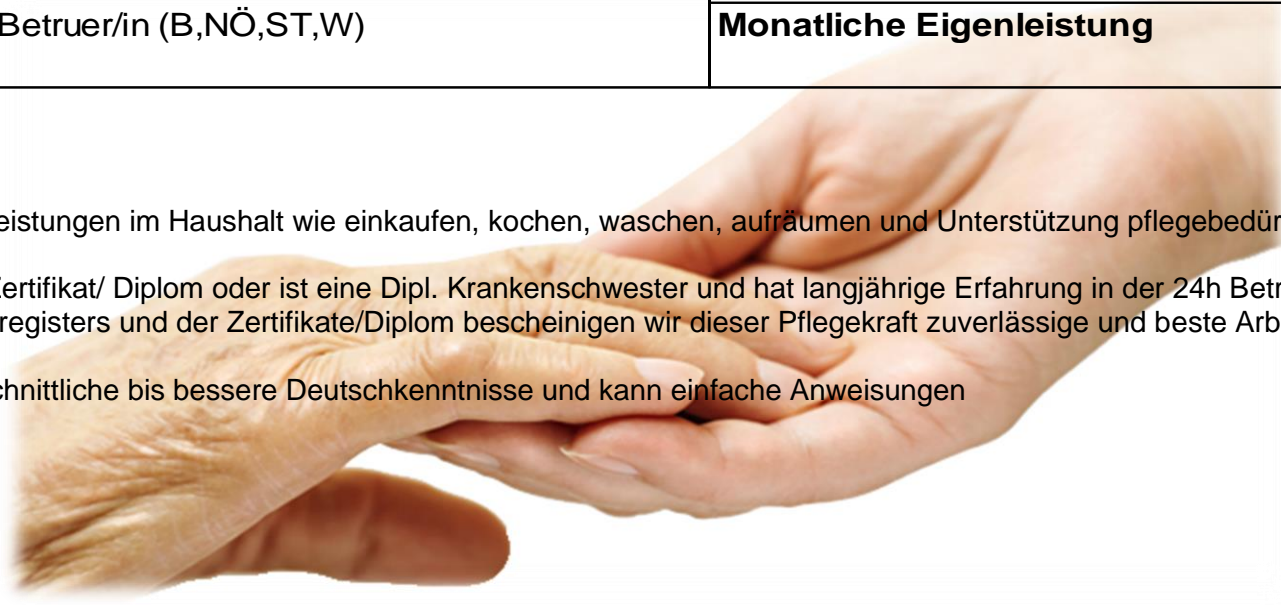 Betruer/in (B,NÖ,ST,W)
Monatliche Eigenleistung
eistungen im Haushalt wie einkaufen, kochen, waschen, aufräumen und Unterstützung pflegebedür
Zertifikat/ Diplom oder ist eine Dipl. Krankenschwester und hat langjährige Erfahrung in der 24h Betr
registers und der Zertifikate/Diplom bescheinigen wir dieser Pflegekraft zuverlässige und beste Arb
chnittliche bis bessere Deutschkenntnisse und kann einfache Anweisungen